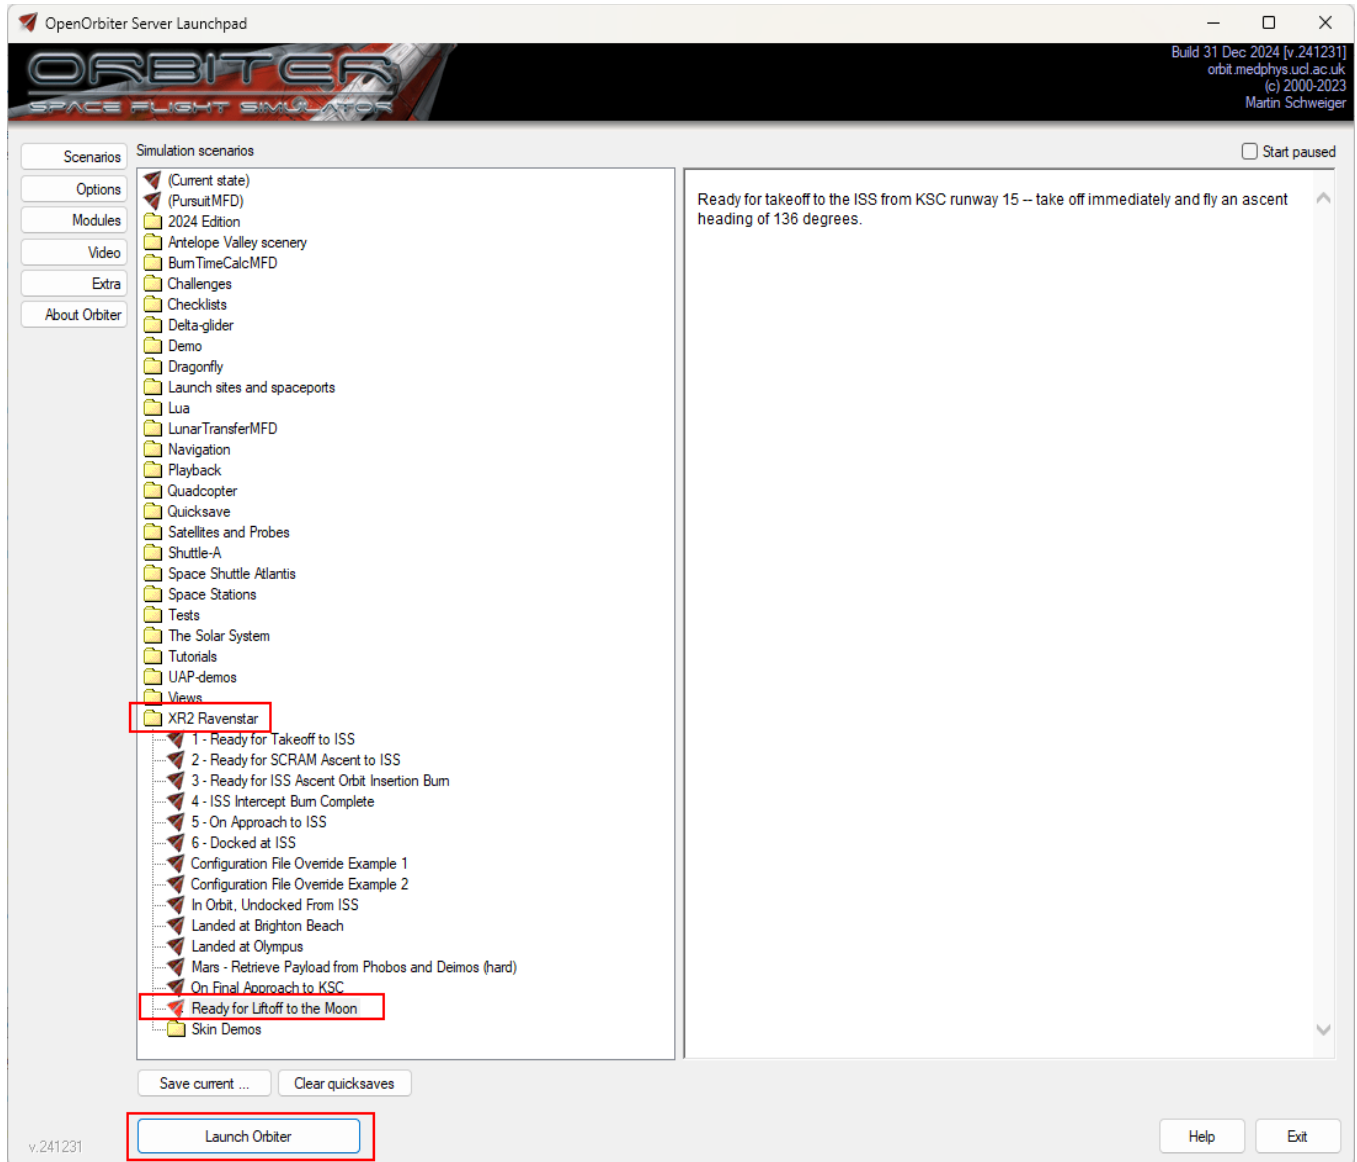 OpenOrbiter Server Launchpad
ORBITER
SPACE FLIGHT SIMULATOR
Build 31 Dec 2024 [v.241231]
orbit.medphys.ucl.ac.uk
(c) 2000-2023
Martin Schweiger
Scenarios
Options
Modules
Video
Extra
About Orbiter
Simulation scenarios
Start paused
(Current state)
(PursuitMFD)
2024 Edition
Antelope Valley scenery
BurnTimeCalcMFD
Challenges
Checklists
Delta-glider
Demo
Dragonfly
Launch sites and spaceports
Lua
LunarTransferMFD
Navigation
Playback
Quadcopter
Quicksave
Satellites and Probes
Shuttle-A
Space Shuttle Atlantis
Space Stations
Tests
The Solar System
Tutorials
UAP-demos
Views
XR2 Ravenstar
1 - Ready for Takeoff to ISS
2 - Ready for SCRAM Ascent to ISS
3 - Ready for ISS Ascent Orbit Insertion Burn
4 - ISS Intercept Burn Complete
5 - On Approach to ISS
6 - Docked at ISS
Configuration File Override Example 1
Configuration File Override Example 2
In Orbit, Undocked From ISS
Landed at Brighton Beach
Landed at Olympus
Mars - Retrieve Payload from Phobos and Deimos (hard)
On Final Approach to KSC
Ready for Liftoff to the Moon
Skin Demos
Ready for takeoff to the ISS from KSC runway 15 -- take off immediately and fly an ascent
heading of 136 degrees.
Save current ...
Clear quicksaves
v.241231
Launch Orbiter
Help
Exit